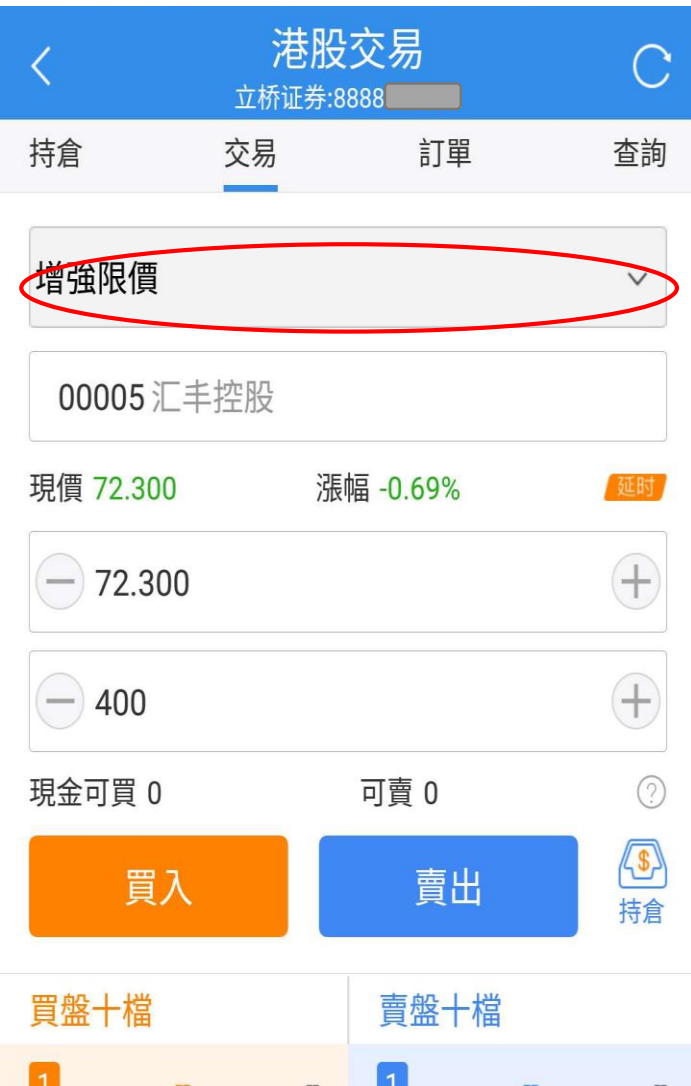 港股交易
立桥证券:8888
持倉 交易 訂單 查詢
增強限價
00005 汇丰控股
現價 72.300 漲幅 -0.69% 延时
72.300
400
現金可買 0 可賣 0 ?
買入 賣出 $
持倉
買盤十檔 賣盤十檔
1 1